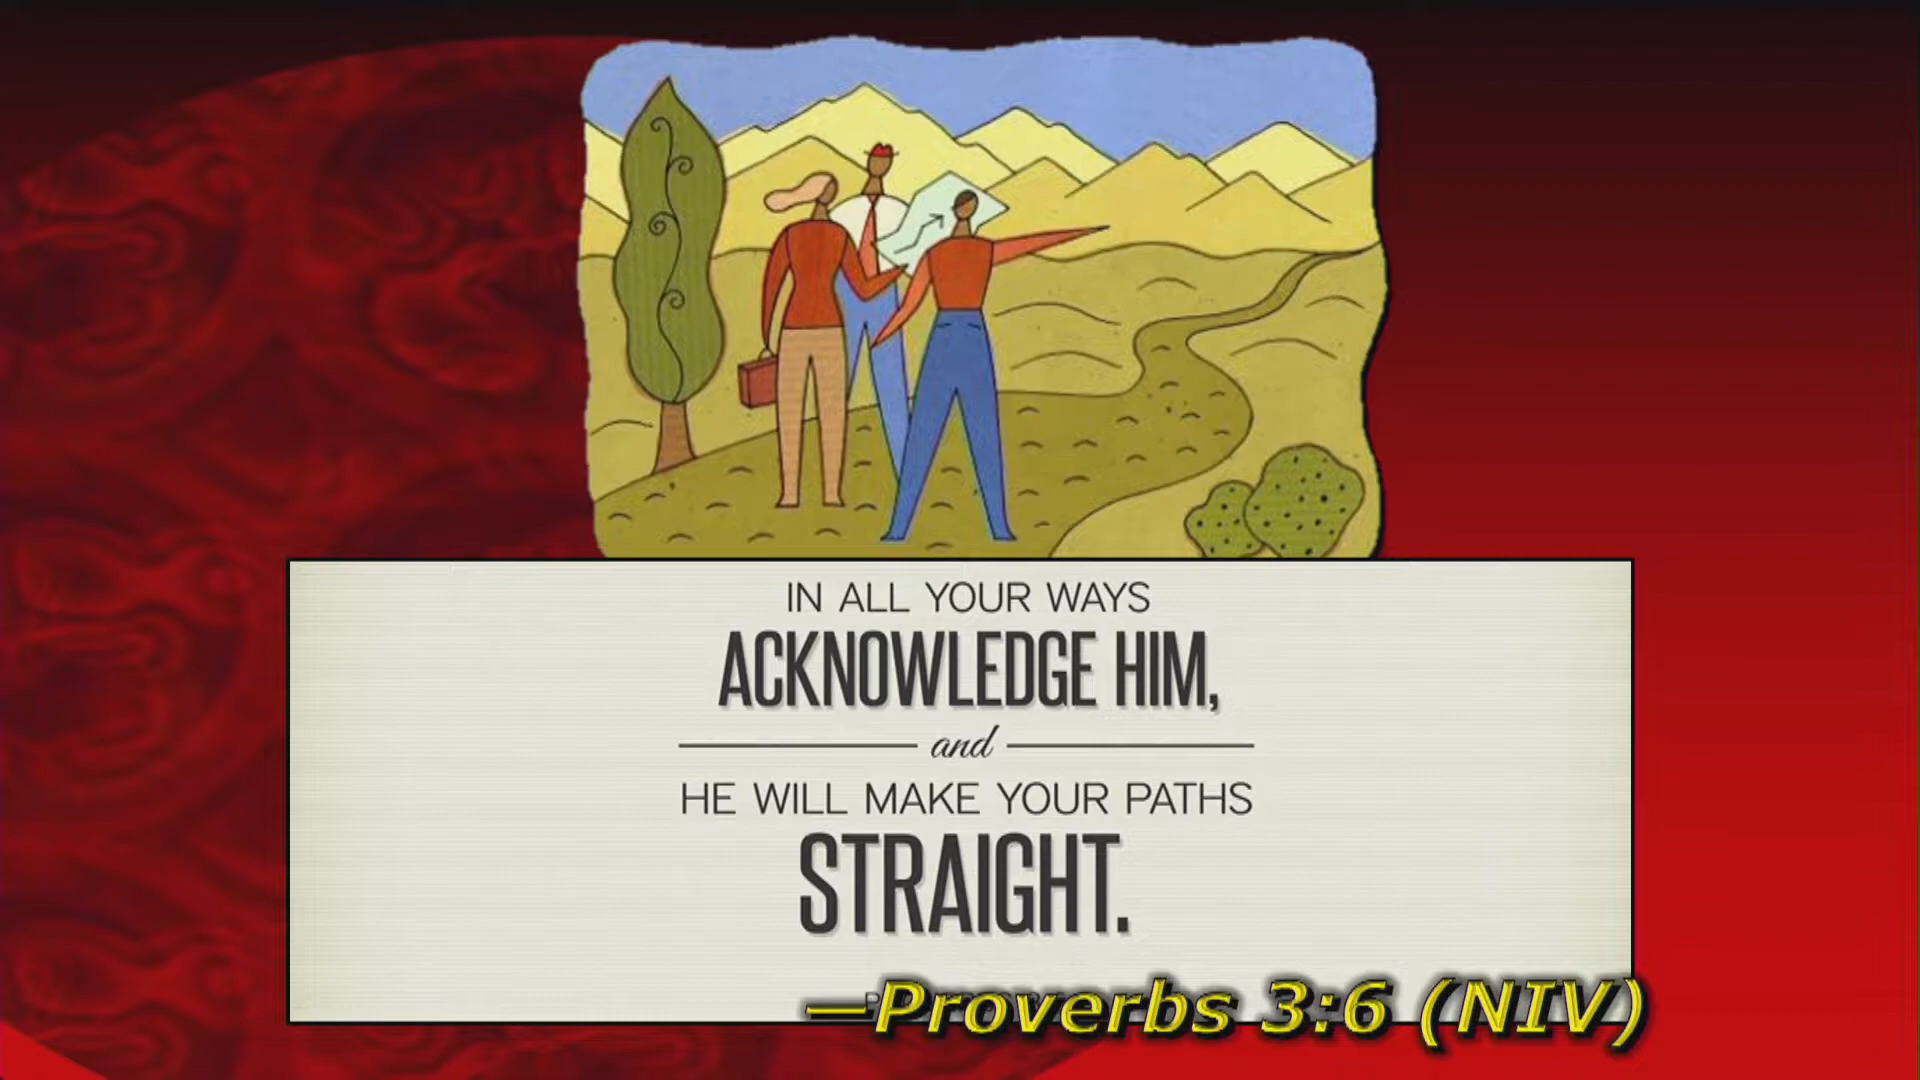 IN ALL YOUR WAYS
ACKNOWLEDGE HIM,
and
HE WILL MAKE YOUR PATHS
STRAIGHT.
—Proverbs 3:6 (NIV)